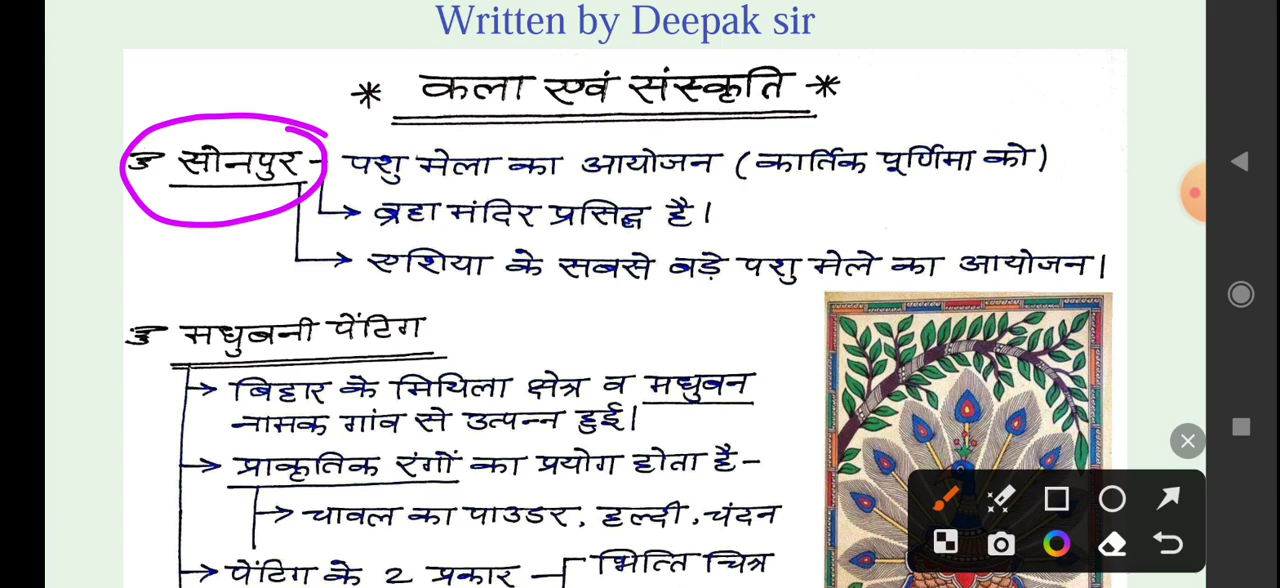 Written by Deepak sir
* कला एवं संस्कृति *
सोनपुर - पशु मेला का आयोजन (कार्तिक पूर्णिमा को)
→ ब्रह्म मंदिर प्रसिद्ध है।
→ एशिया के सबसे बड़े पशु मेले का आयोजन।
मधुबनी पेंटिंग
→ बिहार के मिथिला क्षेत्र व मधुबन
नामक गांव से उत्पन्न हुई।
→ प्राकृतिक रंगों का प्रयोग होता है -
→ चावल का पाउडर, हल्दी, चंदन
→ पेंटिग के 2 प्रकार - भित्ति चित्र